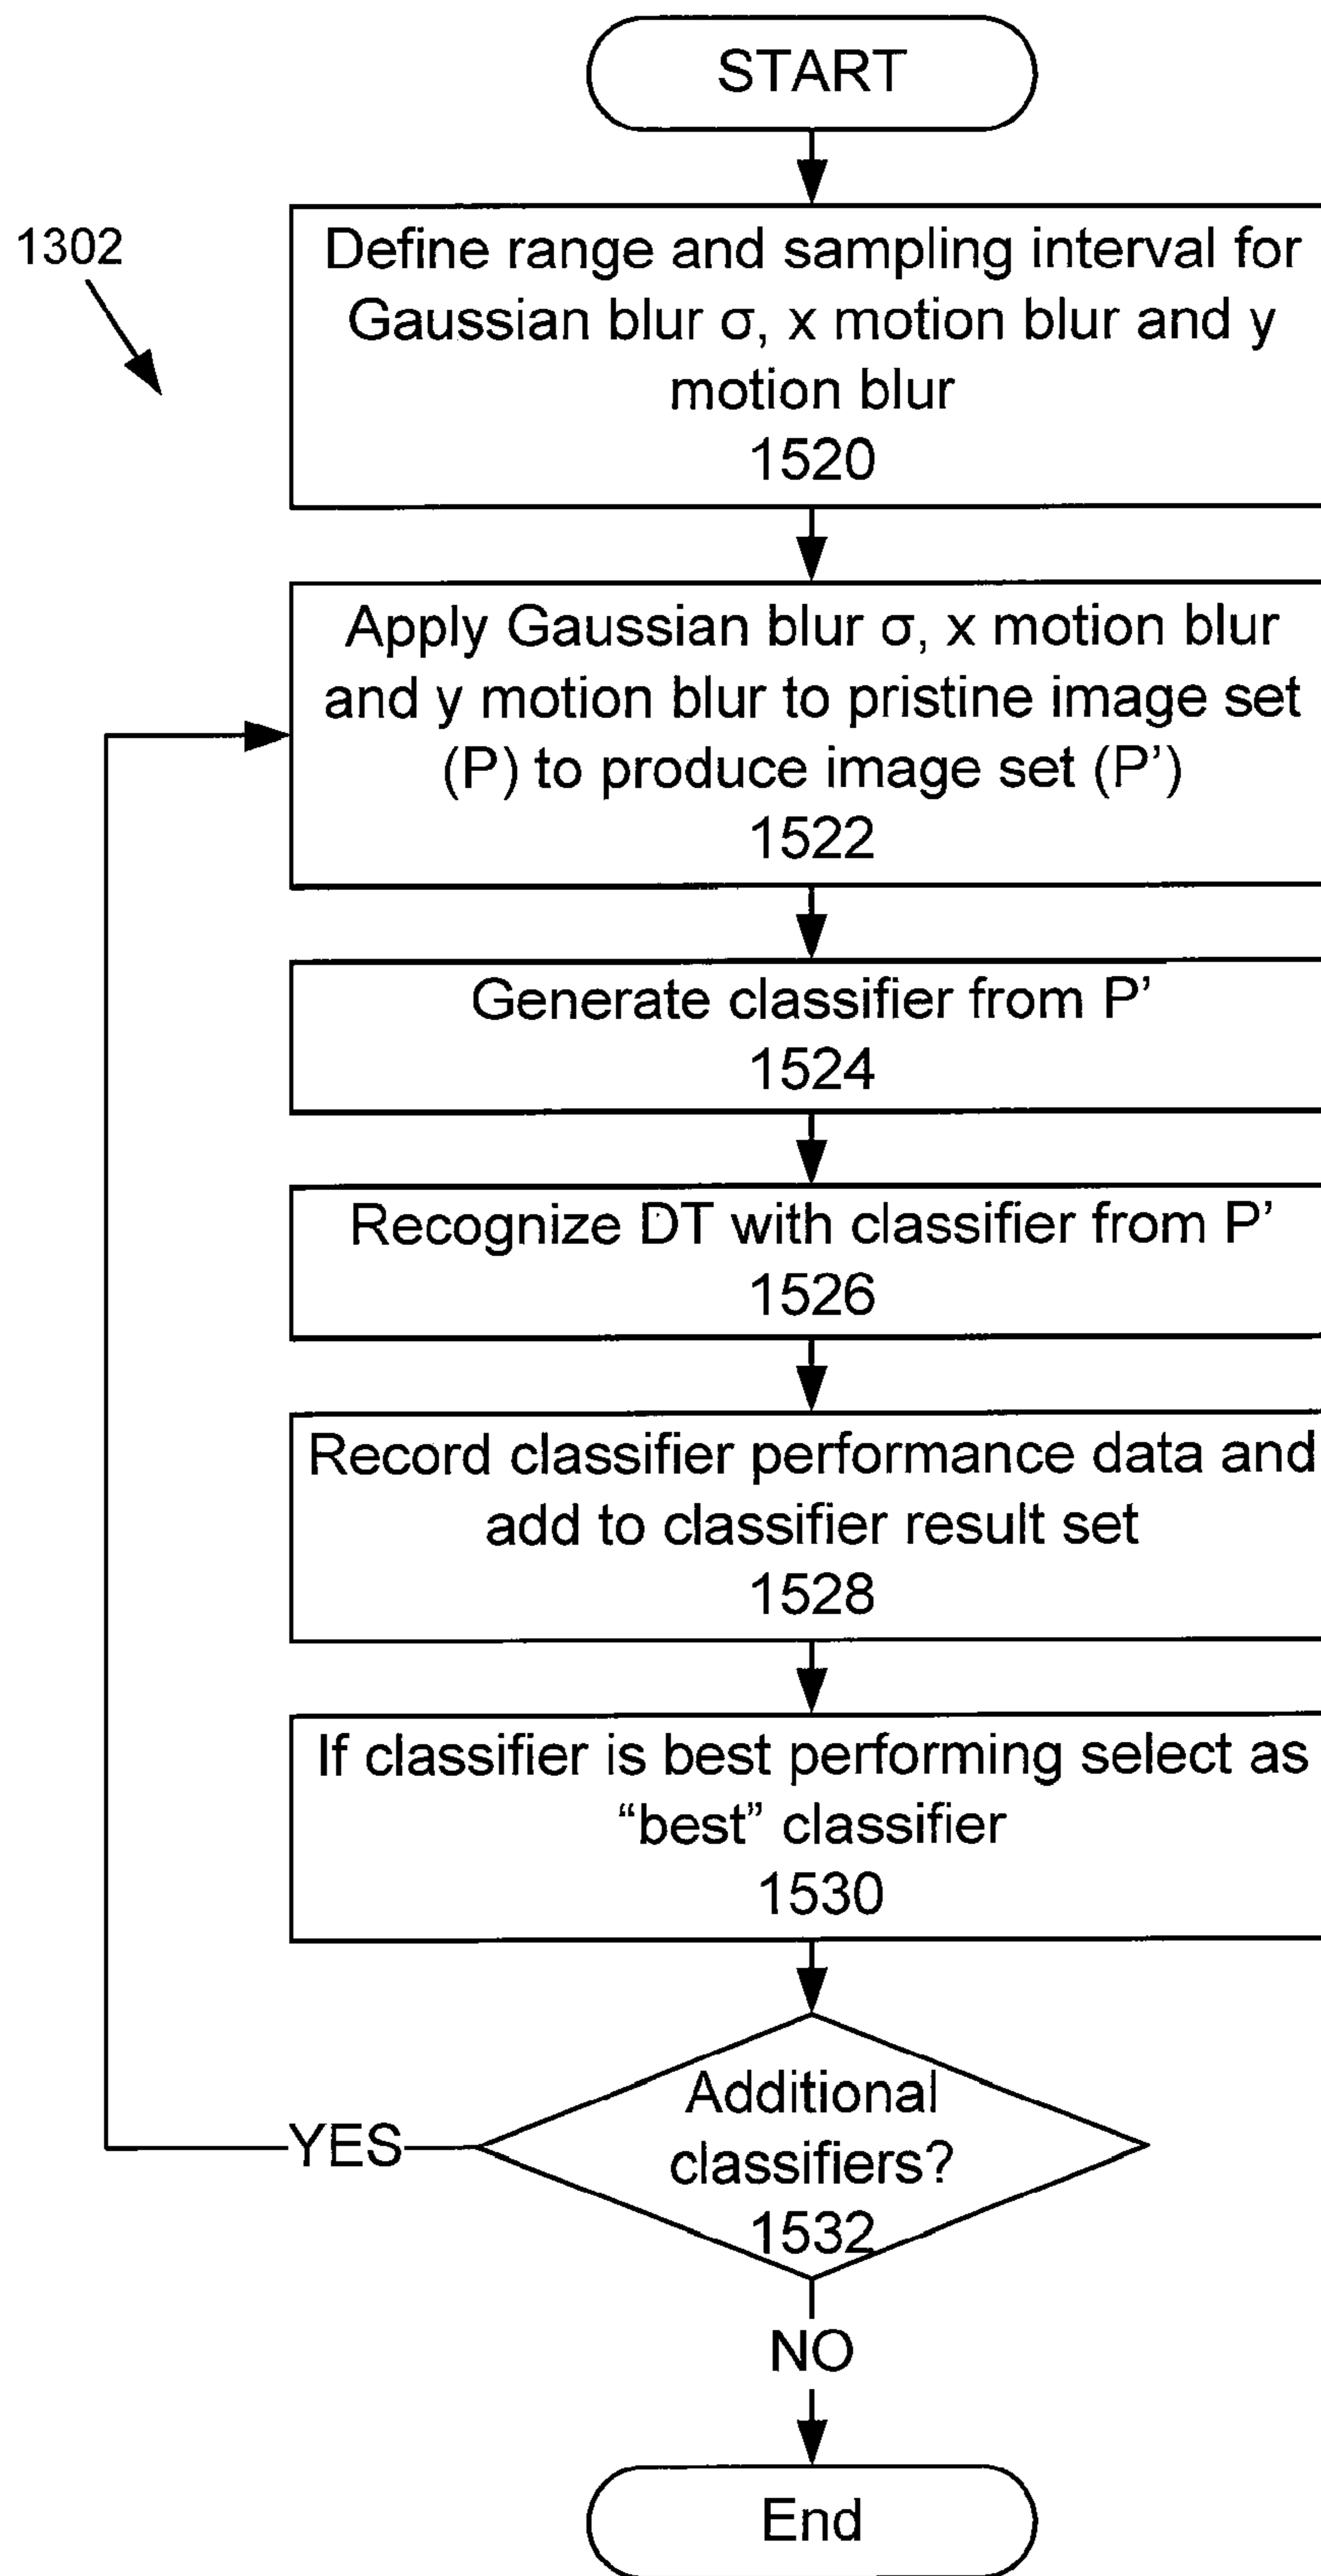 START
1302
Define range and sampling interval for
Gaussian blur σ, x motion blur and y
motion blur
1520
Apply Gaussian blur σ, x motion blur
and y motion blur to pristine image set
(P) to produce image set (P’)
1522
Generate classifier from P’
1524
Recognize DT with classifier from P’
1526
Record classifier performance data and
add to classifier result set
1528
If classifier is best performing select as
“best” classifier
1530
Additional
classifiers?
1532
YES
NO
End